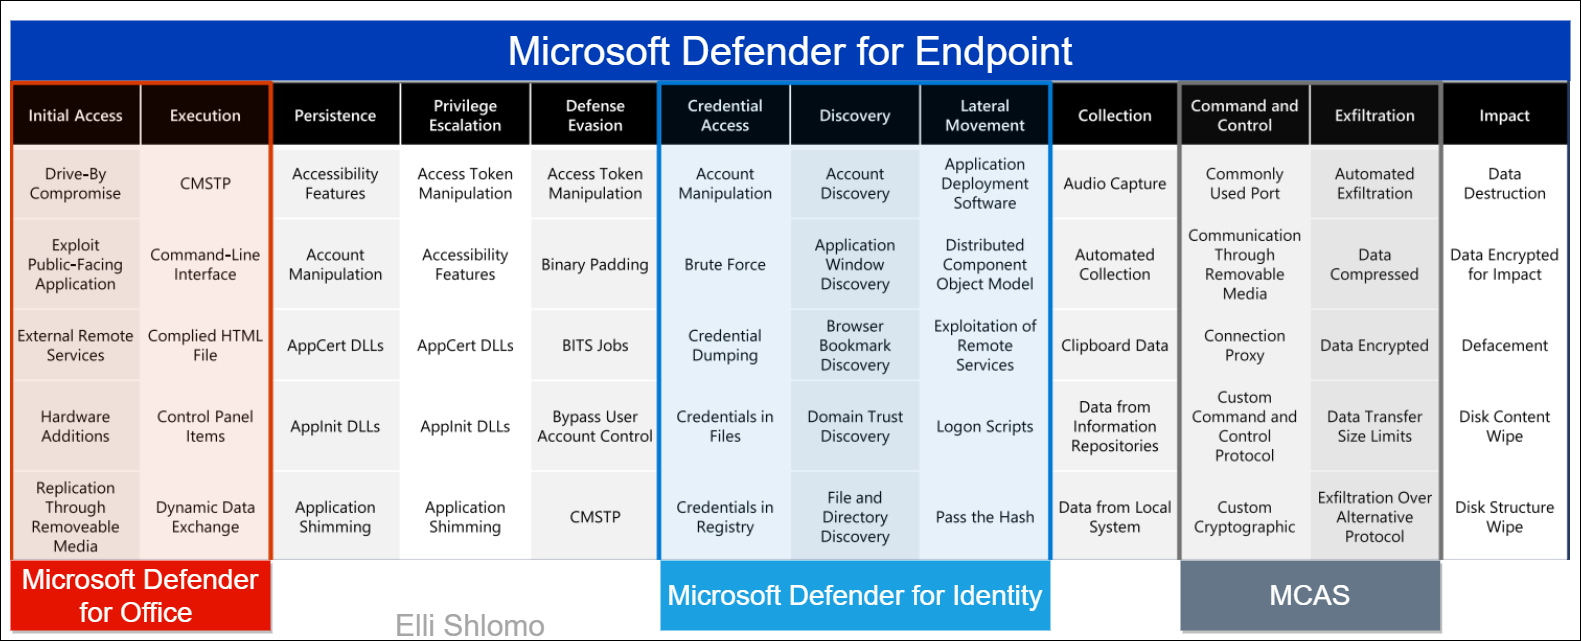 Microsoft Defender for Endpoint
Initial Access
Execution
Persistence
Privilege
Escalation
Defense
Evasion
Credential
Access
Discovery
Lateral
Movement
Collection
Command and
Control
Exfiltration
Impact
Drive-By
Compromise
CMSTP
Accessibility
Features
Access Token
Manipulation
Access Token
Manipulation
Account
Manipulation
Account
Discovery
Application
Deployment
Software
Audio Capture
Commonly
Used Port
Automated
Exfiltration
Data
Destruction
Exploit
Public-Facing
Application
Command-Line
Interface
Account
Manipulation
Accessibility
Features
Binary Padding
Brute Force
Application
Window
Discovery
Distributed
Component
Object Model
Automated
Collection
Communication
Through
Removable
Media
Data
Compressed
Data Encrypted
for Impact
External Remote
Services
Complied HTML
File
AppCert DLLs
AppCert DLLs
BITS Jobs
Credential
Dumping
Browser
Bookmark
Discovery
Exploitation of
Remote
Services
Clipboard Data
Connection
Proxy
Data Encrypted
Defacement
Hardware
Additions
Control Panel
Items
AppInit DLLs
AppInit DLLs
Bypass User
Account Control
Credentials in
Files
Domain Trust
Discovery
Logon Scripts
Data from
Information
Repositories
Custom
Command and
Control
Protocol
Data Transfer
Size Limits
Disk Content
Wipe
Replication
Through
Removeable
Media
Dynamic Data
Exchange
Application
Shimming
Application
Shimming
CMSTP
Credentials in
Registry
File and
Directory
Discovery
Pass the Hash
Data from Local
System
Custom
Cryptographic
Exfiltration Over
Alternative
Protocol
Disk Structure
Wipe
Microsoft Defender
for Office
Microsoft Defender for Identity
MCAS
Elli Shlomo